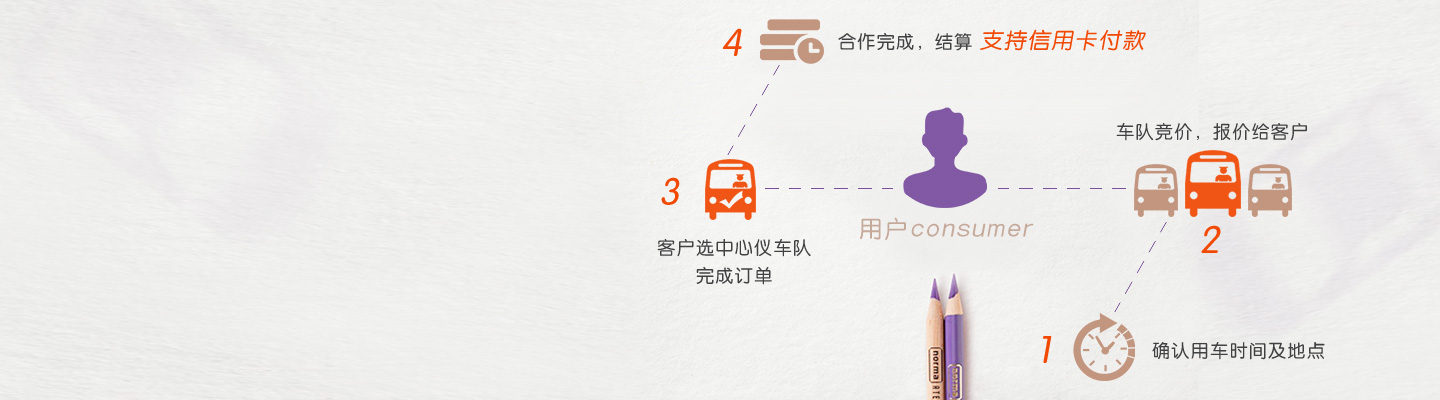 4
合作完成，结算 支持信用卡付款
车队竞价，报价给客户
3
用户consumer
2
客户选中心仪车队
完成订单
1
确认用车时间及地点
norma
norma
RTE